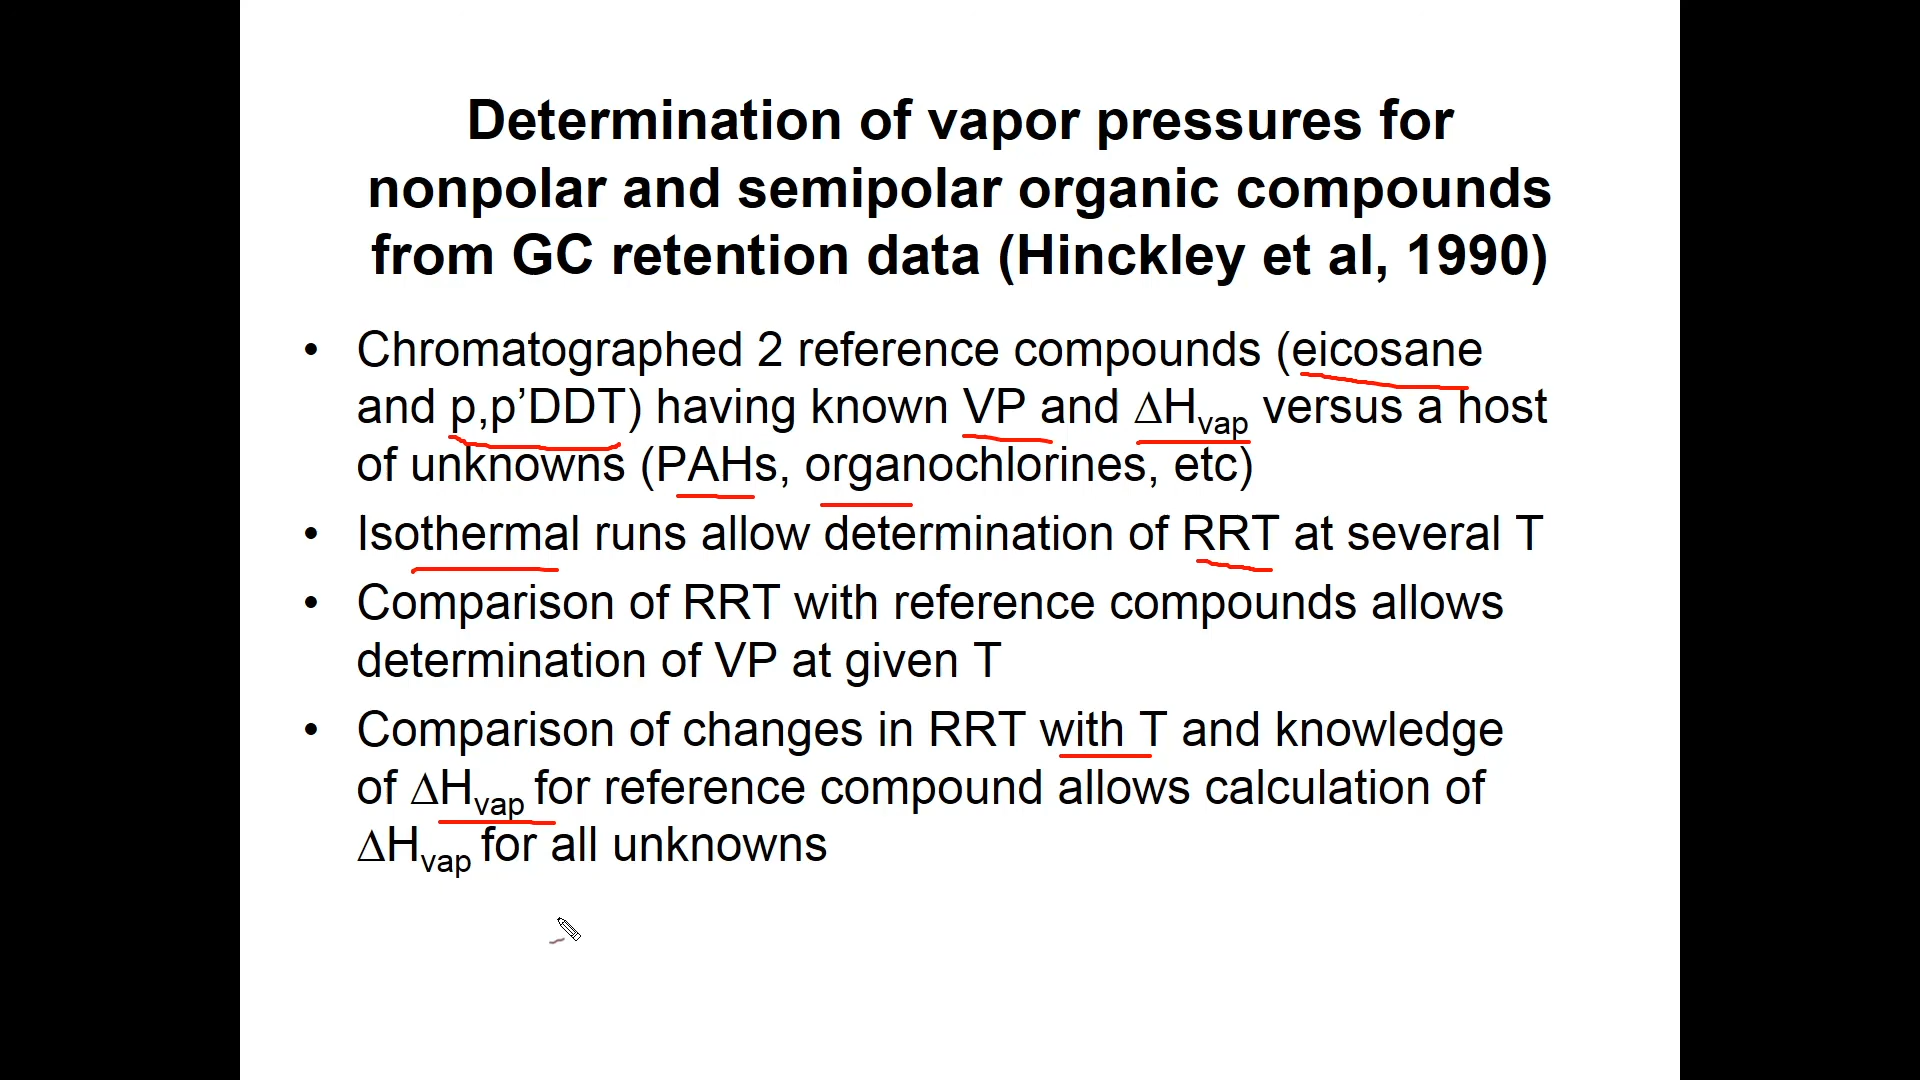 Determination of vapor pressures for
nonpolar and semipolar organic compounds
from GC retention data (Hinckley et al, 1990)
• Chromatographed 2 reference compounds (eicosane
and p,p’DDT) having known VP and ΔHvap versus a host
of unknowns (PAHs, organochlorines, etc)
• Isothermal runs allow determination of RRT at several T
• Comparison of RRT with reference compounds allows
determination of VP at given T
• Comparison of changes in RRT with T and knowledge
of ΔHvap for reference compound allows calculation of
ΔHvap for all unknowns